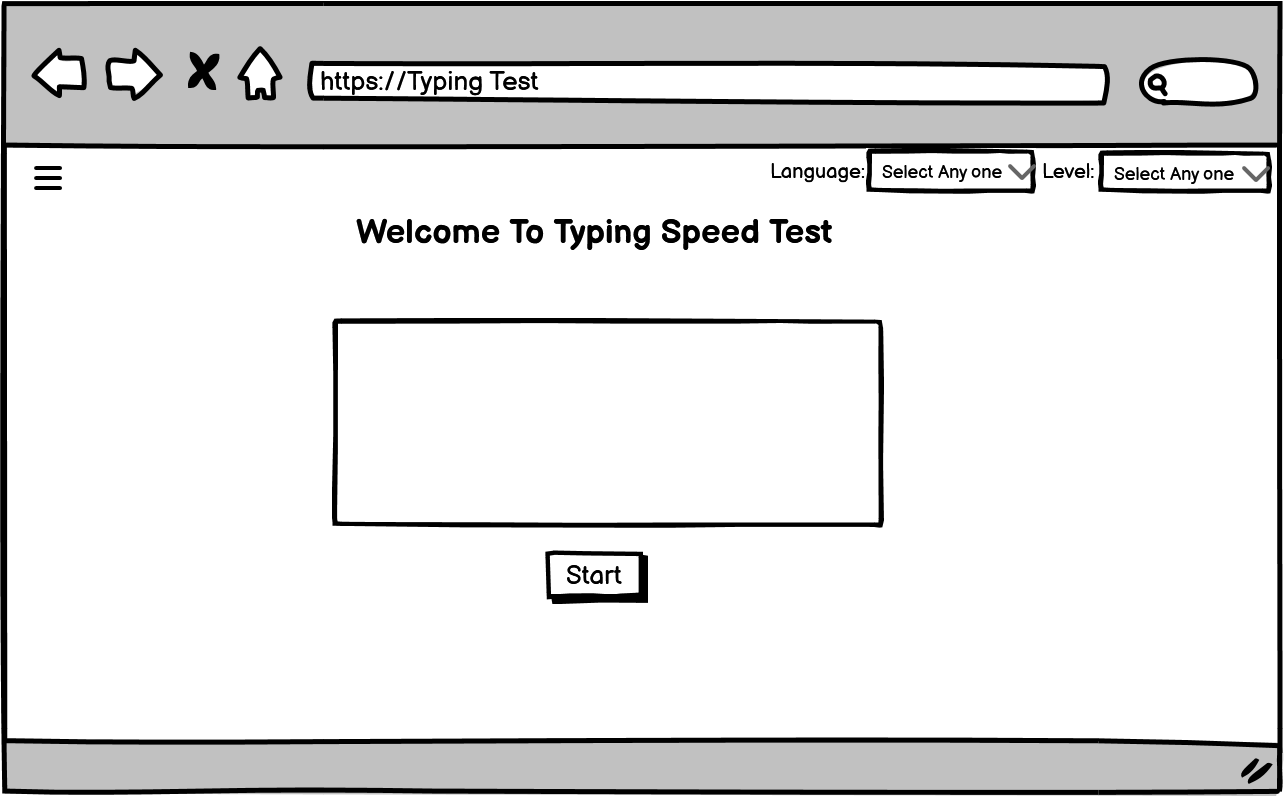 https://Typing Test
Language: Select Any one Level: Select Any one
Welcome To Typing Speed Test
Start